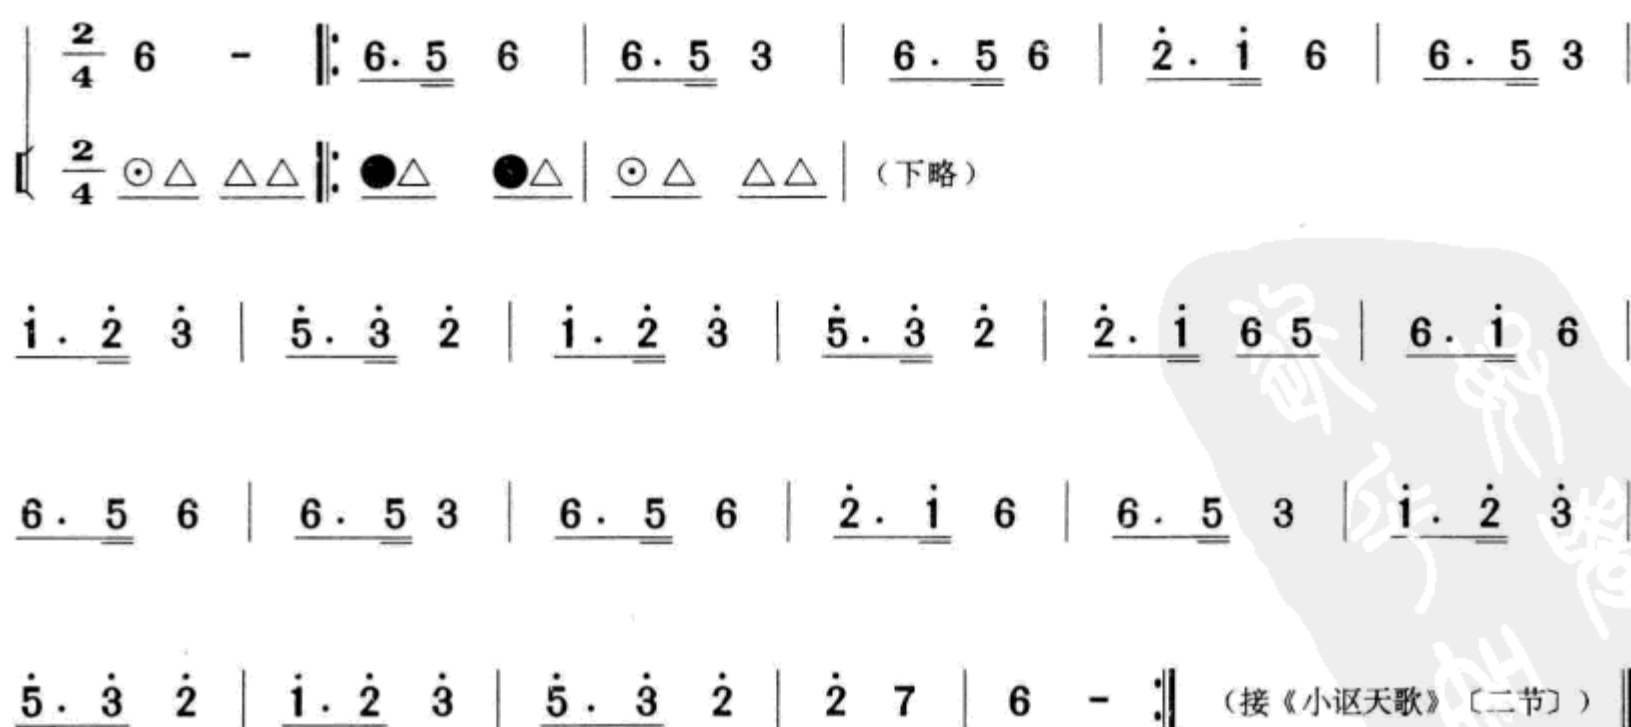 2/4 6 - ‖: 6. 5 6 | 6. 5 3 | 6. 5 6 | 2̇. 1̇ 6 | 6. 5 3 |
2/4 ⊙△ △△ ‖: ●△ ●△ | ⊙△ △△ | （下略）
1̇. 2̇ 3̇ | 5̇. 3̇ 2̇ | 1̇. 2̇ 3̇ | 5̇. 3̇ 2̇ | 2̇. 1̇ 6 5 | 6. 1̇ 6 |
6. 5 6 | 6. 5 3 | 6. 5 6 | 2̇. 1̇ 6 | 6. 5 3 | 1̇. 2̇ 3̇ |
5̇. 3̇ 2̇ | 1̇. 2̇ 3̇ | 5̇. 3̇ 2̇ | 2̇ 7 | 6 - :‖ （接《小讴天歌》〔二节〕）‖